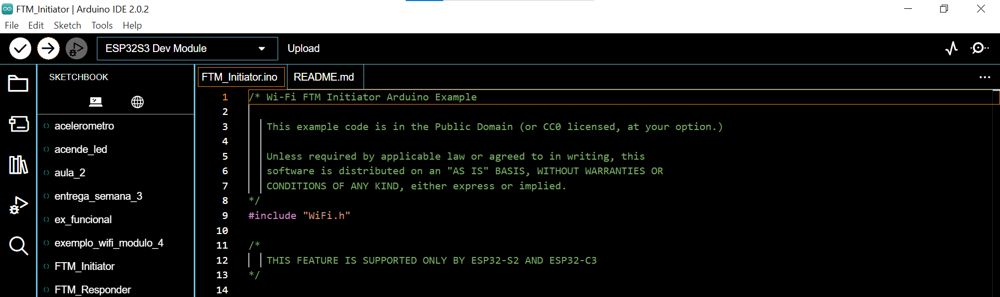 FTM_Initiator | Arduino IDE 2.0.2
File Edit Sketch Tools Help
ESP32S3 Dev Module
Upload
SKETCHBOOK
acelerometro
acende_led
aula_2
entrega_semana_3
ex_funcional
exemplo_wifi_modulo_4
FTM_Initiator
FTM_Responder
FTM_Initiator.ino README.md
1 /* Wi-Fi FTM Initiator Arduino Example
2
3 This example code is in the Public Domain (or CC0 licensed, at your option.)
4
5 Unless required by applicable law or agreed to in writing, this
6 software is distributed on an "AS IS" BASIS, WITHOUT WARRANTIES OR
7 CONDITIONS OF ANY KIND, either express or implied.
8 */
9 #include "WiFi.h"
10
11 /*
12 THIS FEATURE IS SUPPORTED ONLY BY ESP32-S2 AND ESP32-C3
13 */
14